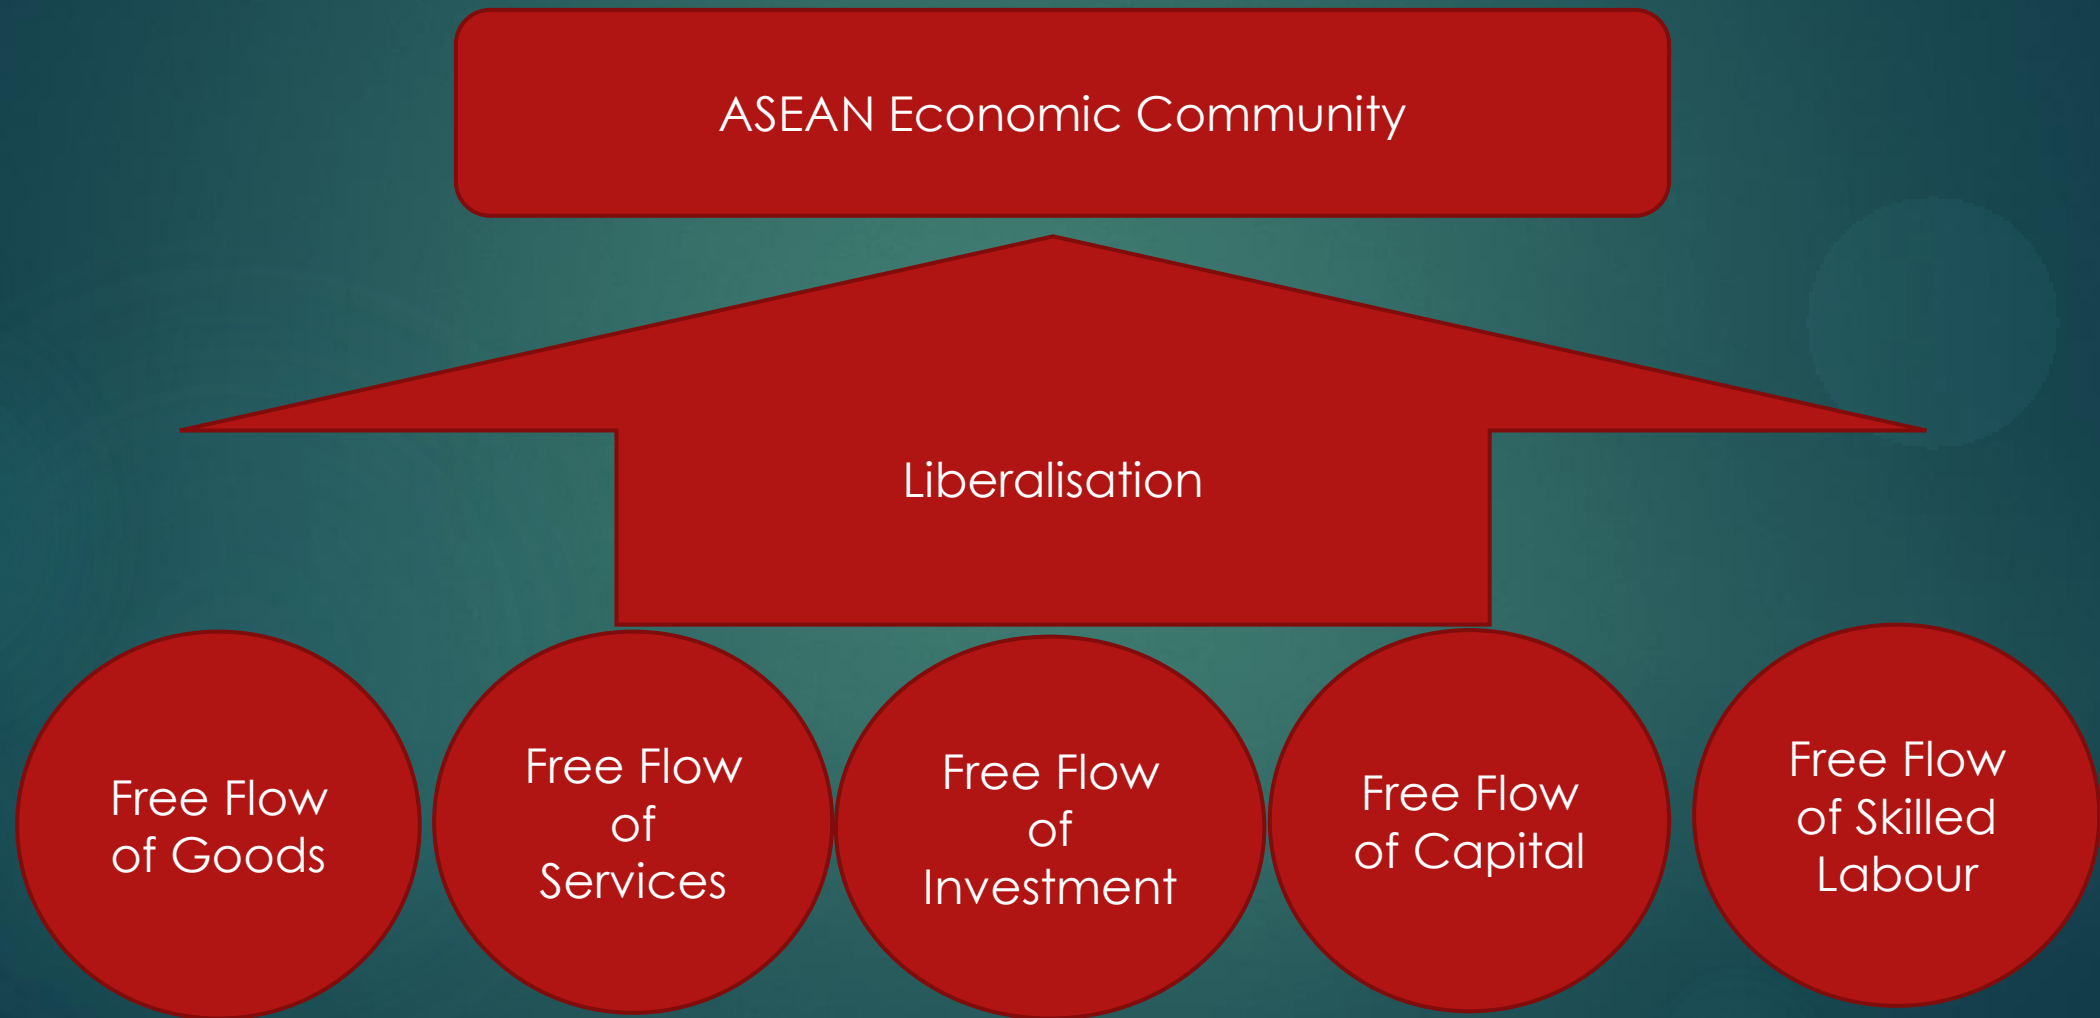 ASEAN Economic Community
Liberalisation
Free Flow
of Goods
Free Flow
of
Services
Free Flow
of
Investment
Free Flow
of Capital
Free Flow
of Skilled
Labour